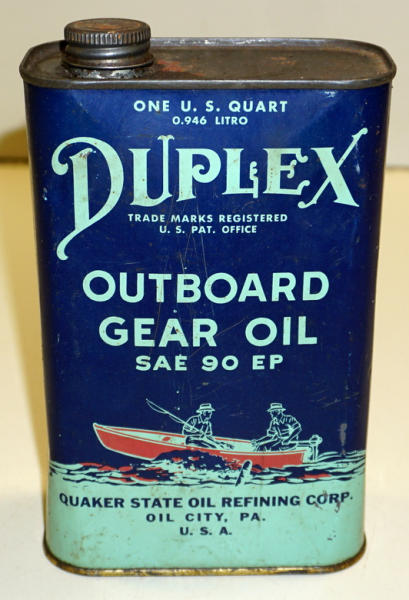 ONE U. S. QUART
0.946 LITRO
DUPLEX
TRADE MARKS REGISTERED
U. S. PAT. OFFICE
OUTBOARD
GEAR OIL
SAE 90 EP
QUAKER STATE OIL REFINING CORP.
OIL CITY, PA.
U. S. A.